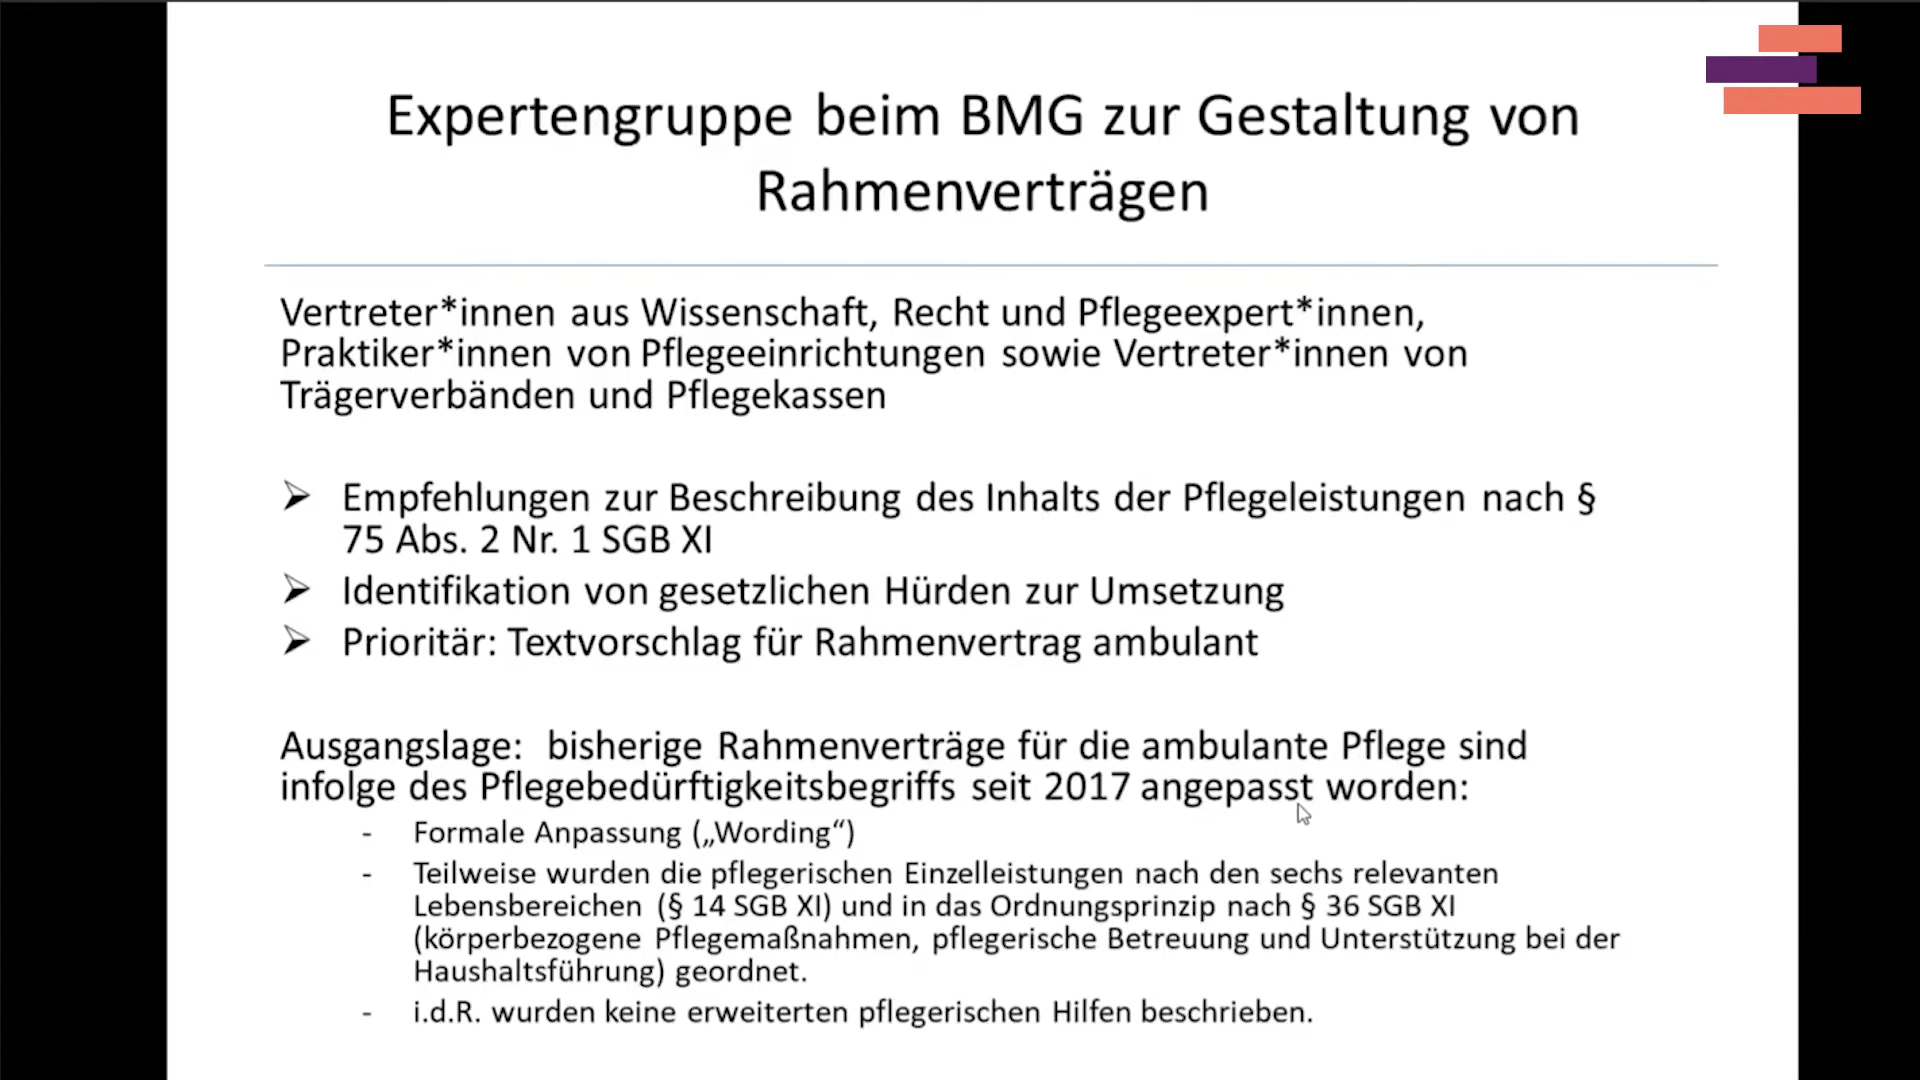 Expertengruppe beim BMG zur Gestaltung von
Rahmenverträgen
Vertreter*innen aus Wissenschaft, Recht und Pflegeexpert*innen,
Praktiker*innen von Pflegeeinrichtungen sowie Vertreter*innen von
Trägerverbänden und Pflegekassen
➢ Empfehlungen zur Beschreibung des Inhalts der Pflegeleistungen nach §
75 Abs. 2 Nr. 1 SGB XI
➢ Identifikation von gesetzlichen Hürden zur Umsetzung
➢ Prioritär: Textvorschlag für Rahmenvertrag ambulant
Ausgangslage: bisherige Rahmenverträge für die ambulante Pflege sind
infolge des Pflegebedürftigkeitsbegriffs seit 2017 angepasst worden:
- Formale Anpassung („Wording“)
- Teilweise wurden die pflegerischen Einzelleistungen nach den sechs relevanten
Lebensbereichen (§ 14 SGB XI) und in das Ordnungsprinzip nach § 36 SGB XI
(körperbezogene Pflegemaßnahmen, pflegerische Betreuung und Unterstützung bei der
Haushaltsführung) geordnet.
- i.d.R. wurden keine erweiterten pflegerischen Hilfen beschrieben.